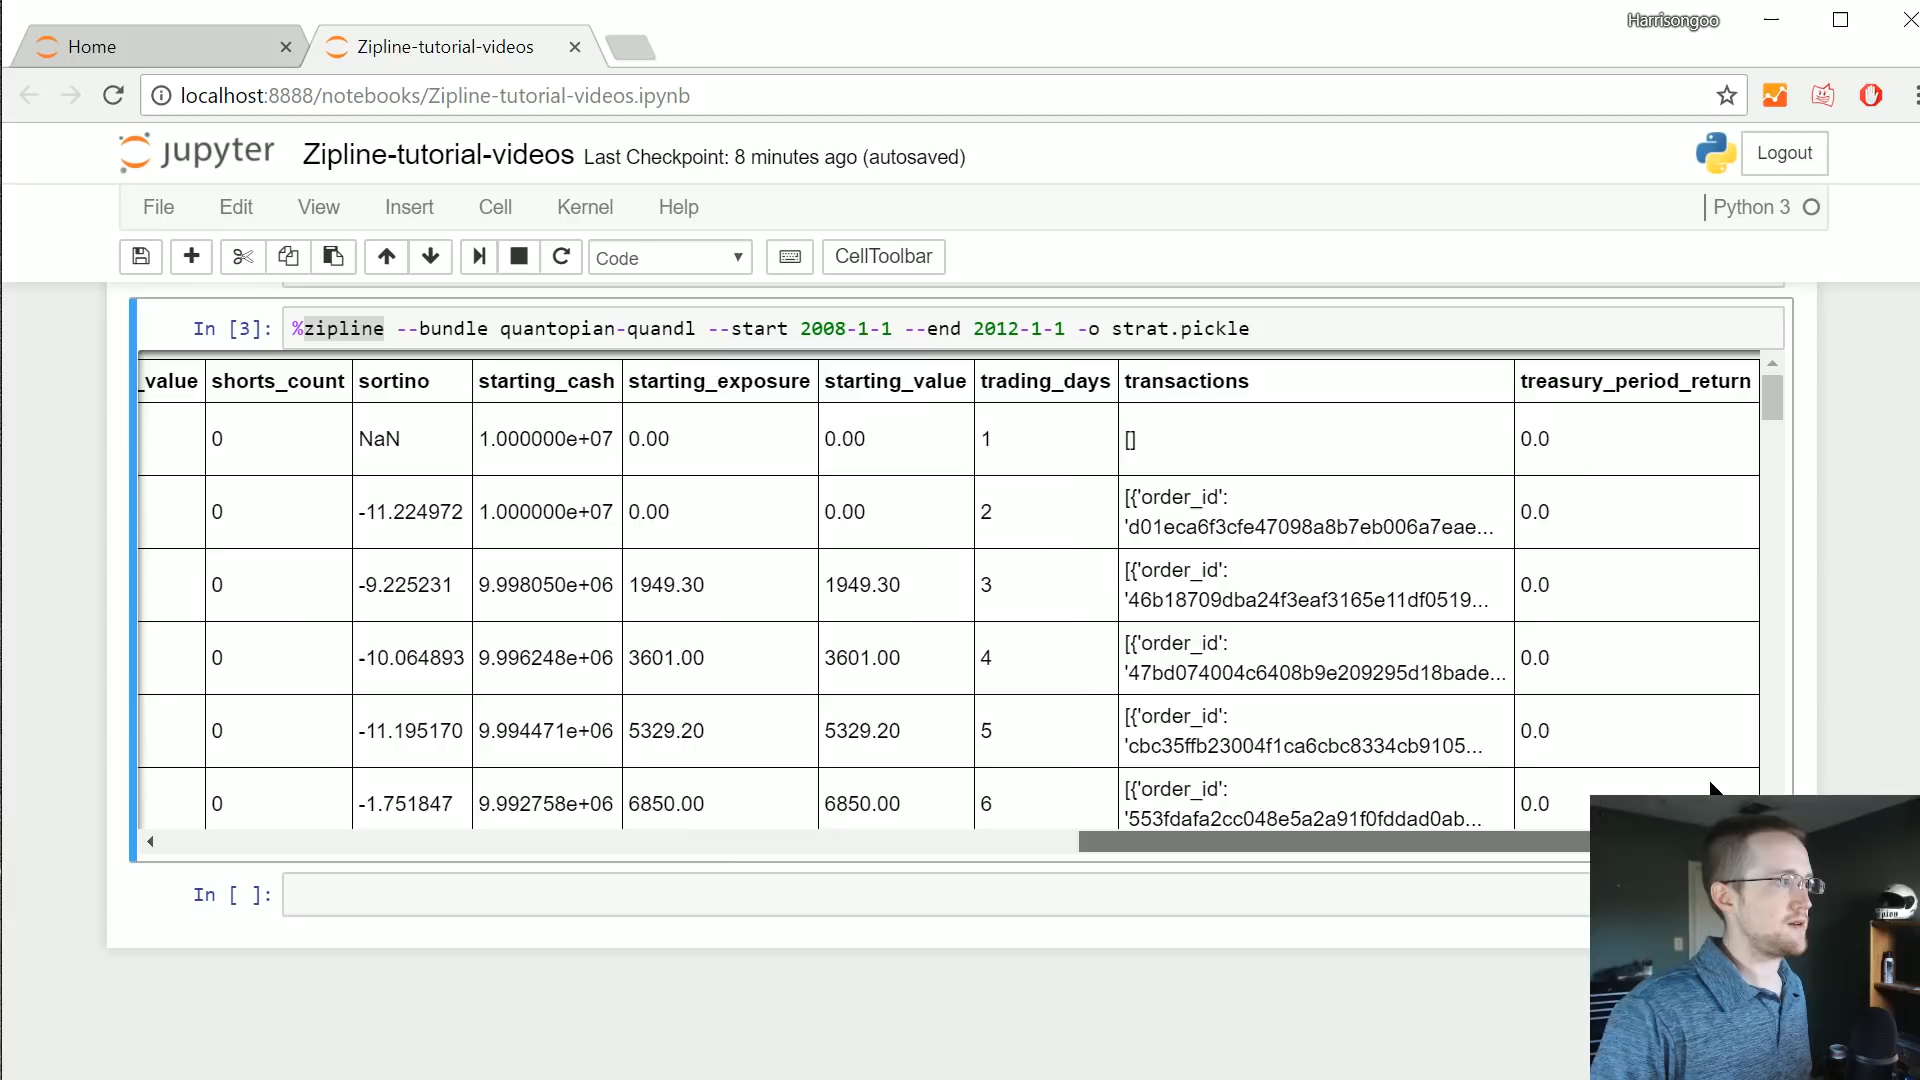 Harrisongoo
Home
Zipline-tutorial-videos
localhost:8888/notebooks/Zipline-tutorial-videos.ipynb
jupyter Zipline-tutorial-videos Last Checkpoint: 8 minutes ago (autosaved)
Logout
File Edit View Insert Cell Kernel Help
Python 3
Code
CellToolbar
In [3]: %zipline --bundle quantopian-quandl --start 2008-1-1 --end 2012-1-1 -o strat.pickle
_value shorts_count sortino starting_cash starting_exposure starting_value trading_days transactions treasury_period_return
0 NaN 1.000000e+07 0.00 0.00 1 [] 0.0
0 -11.224972 1.000000e+07 0.00 0.00 2 [{'order_id':
'd01eca6f3cfe47098a8b7eb006a7eae... 0.0
0 -9.225231 9.998050e+06 1949.30 1949.30 3 [{'order_id':
'46b18709dba24f3eaf3165e11df0519... 0.0
0 -10.064893 9.996248e+06 3601.00 3601.00 4 [{'order_id':
'47bd074004c6408b9e209295d18bade... 0.0
0 -11.195170 9.994471e+06 5329.20 5329.20 5 [{'order_id':
'cbc35ffb23004f1ca6cbc8334cb9105... 0.0
0 -1.751847 9.992758e+06 6850.00 6850.00 6 [{'order_id':
'553fdafa2cc048e5a2a91f0fddad0ab... 0.0
In [ ]: